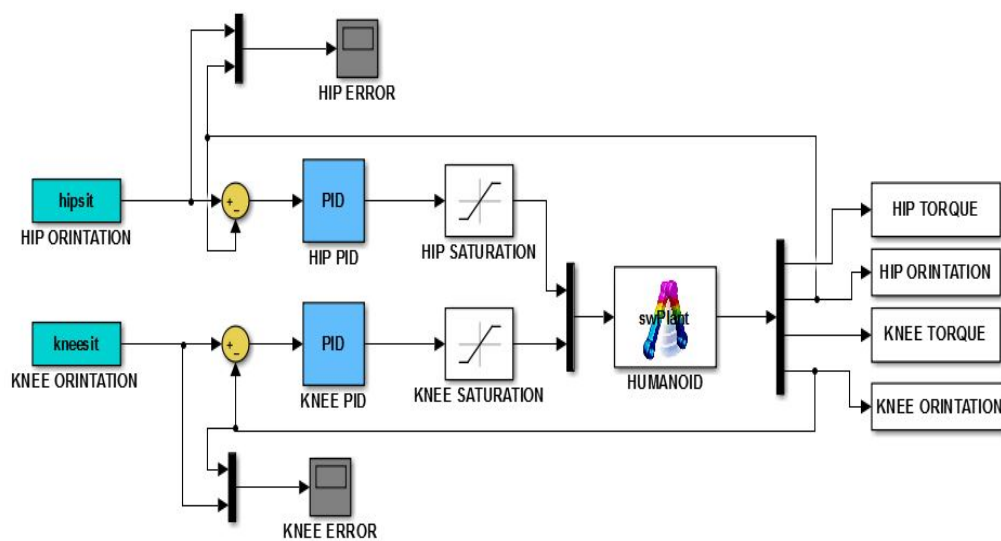 HIP ERROR
hipsit
HIP ORINTATION
+
-
PID
HIP PID
HIP SATURATION
HIP TORQUE
HIP ORINTATION
KNEE TORQUE
KNEE ORINTATION
swPlant
HUMANOID
kneesit
KNEE ORINTATION
+
-
PID
KNEE PID
KNEE SATURATION
KNEE ERROR